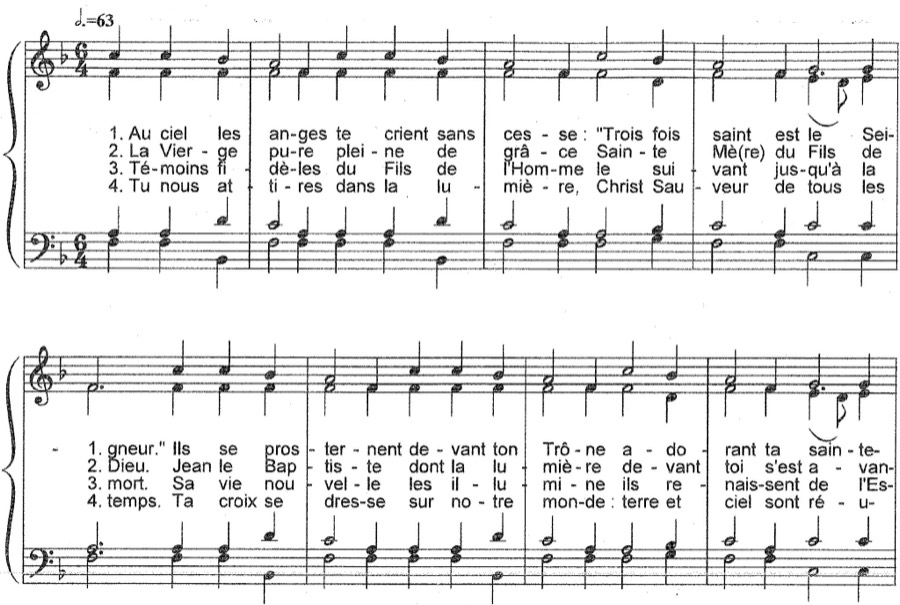 𝅗𝅥.=63
6 4
1. Au ciel les an-ges te crient sans ces - se : "Trois fois saint est le Sei-
2. La Vier - ge pu-re plei - ne de grâ - ce Sain - te Mè(re) du Fils de
3. Té-moins fi - dè-les du Fils de l'Hom-me le sui - vant jus-qu'à la
4. Tu nous at - ti - res dans la lu - miè - re, Christ Sau - veur de tous les
6 4
- 1. gneur." Ils se pros - ter - nent de - vant ton Trô - ne a - do - rant ta sain - te-
2. Dieu. Jean le Bap - tis - te dont la lu - miè - re de - vant toi s'est a - van-
3. mort. Sa vie nou - vel - le les il - lu - mi - ne ils re - nais-sent de l'Es-
4. temps. Ta croix se dres-se sur no - tre mon-de : terre et ciel sont ré - u-